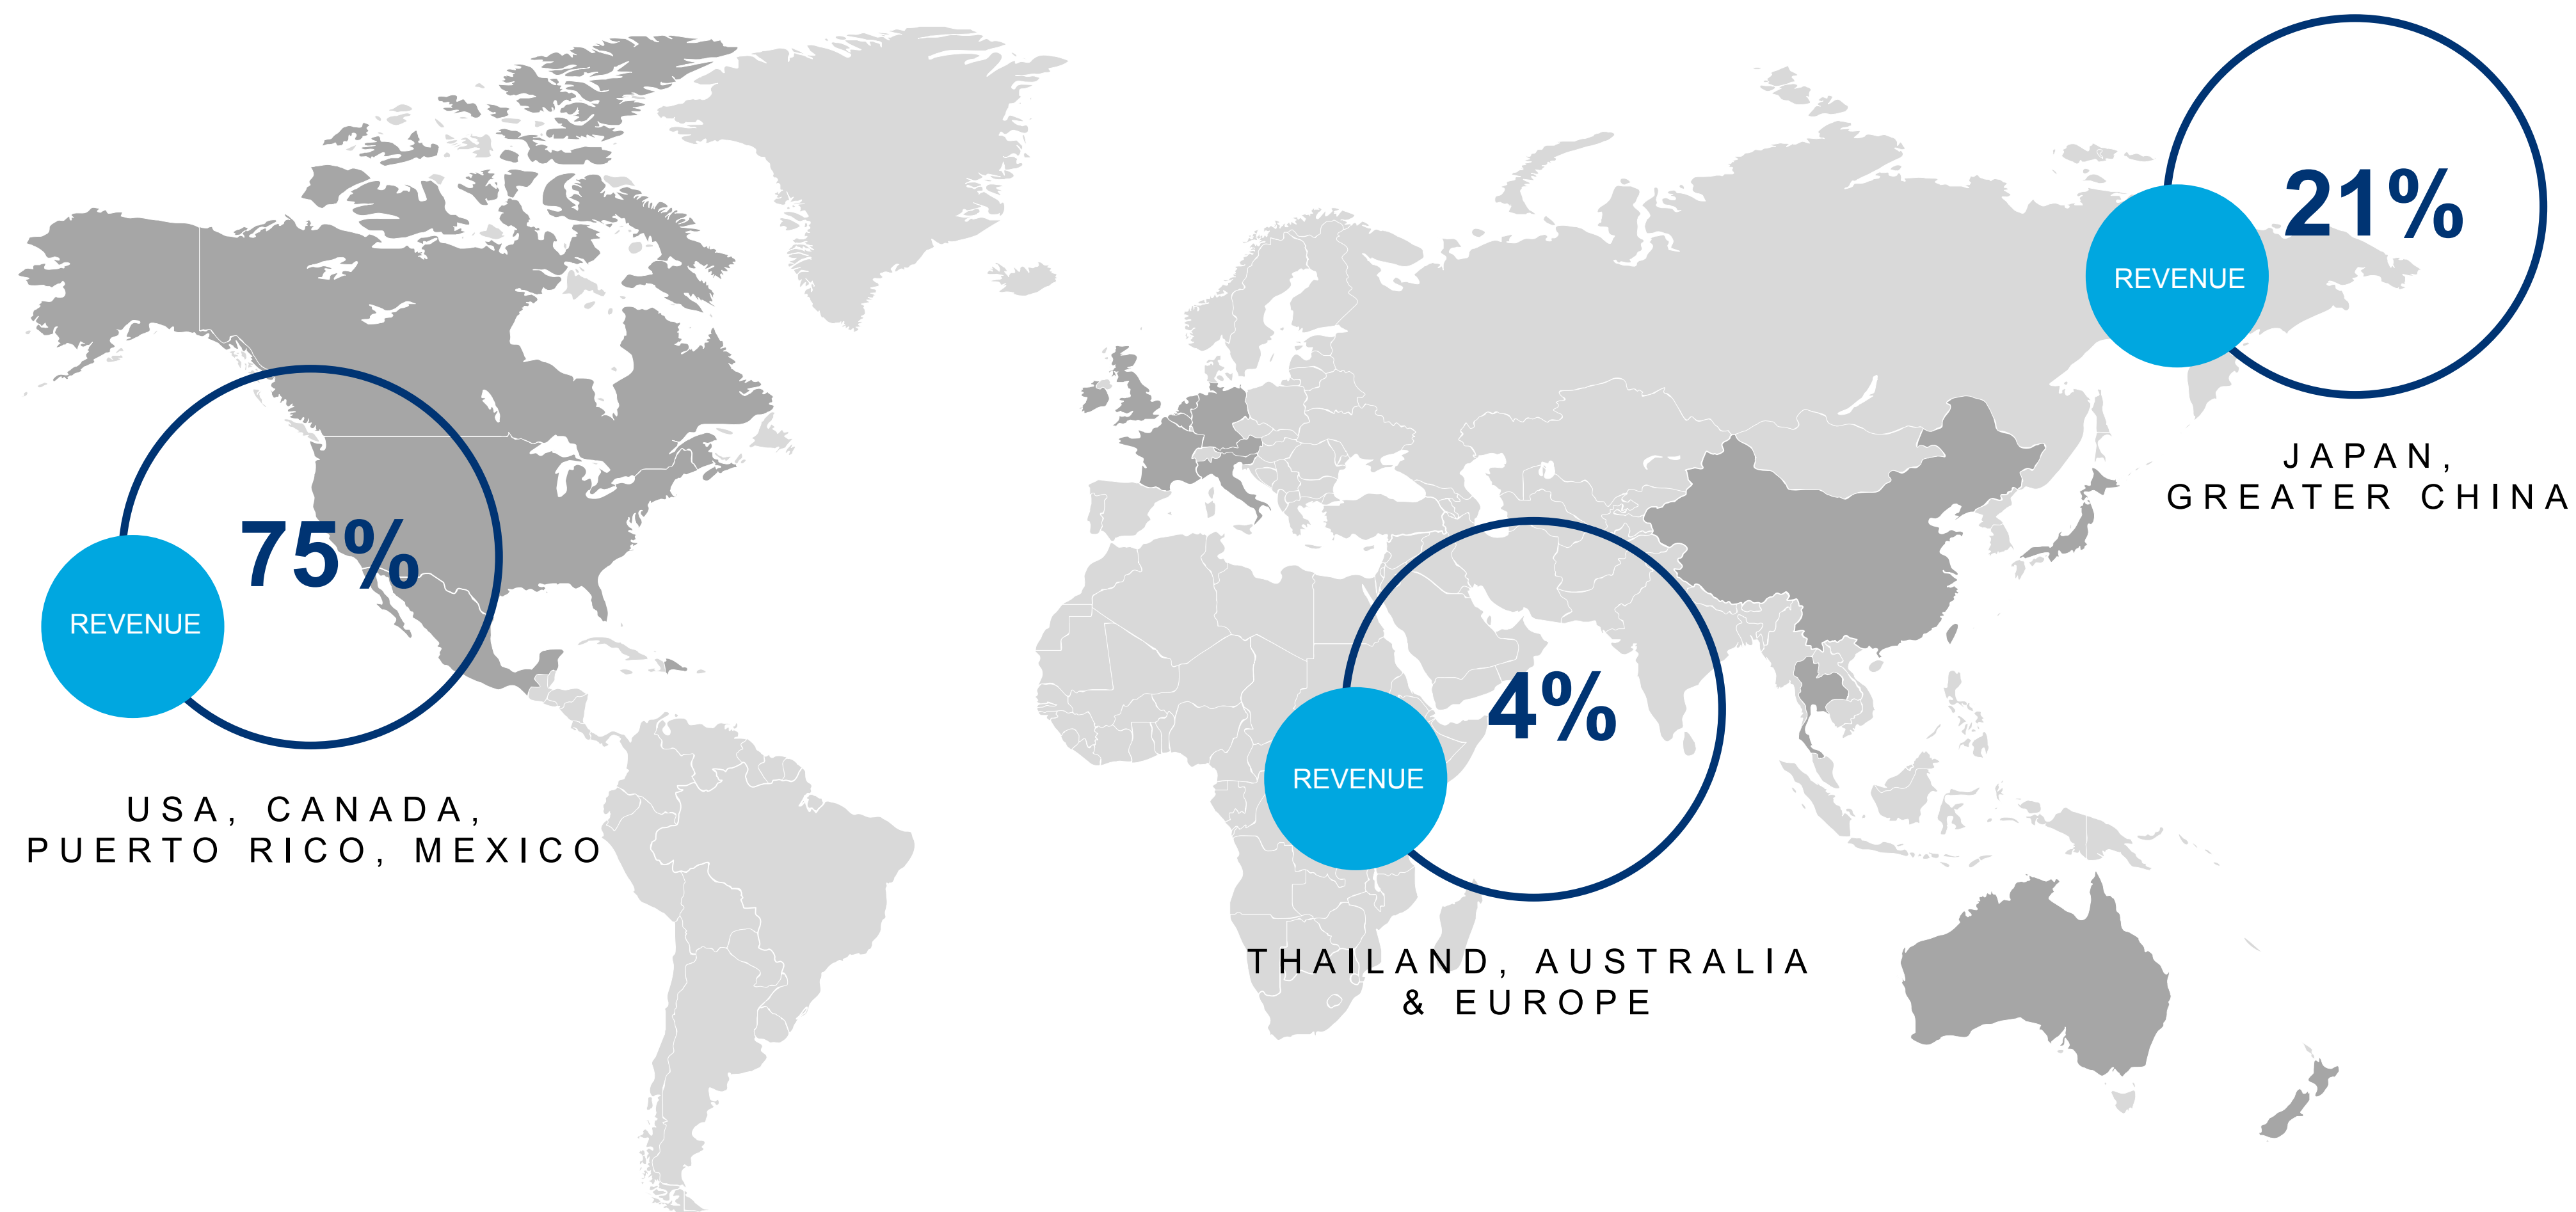 21%
REVENUE
JAPAN,
GREATER CHINA
75%
REVENUE
USA, CANADA,
PUERTO RICO, MEXICO
4%
REVENUE
THAILAND, AUSTRALIA
& EUROPE